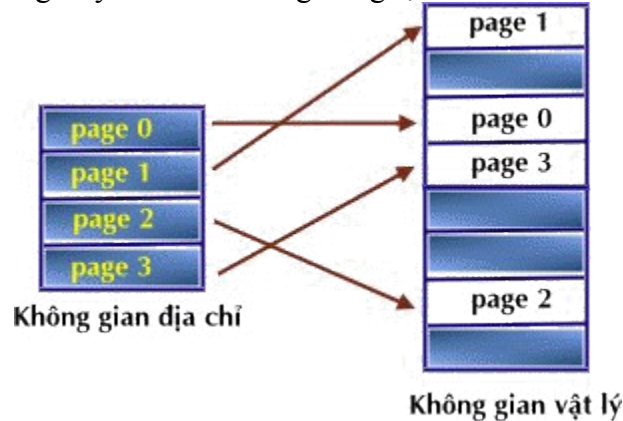 page 0
page 1
page 2
page 3
Không gian địa chỉ
page 1
page 0
page 3
page 2
Không gian vật lý